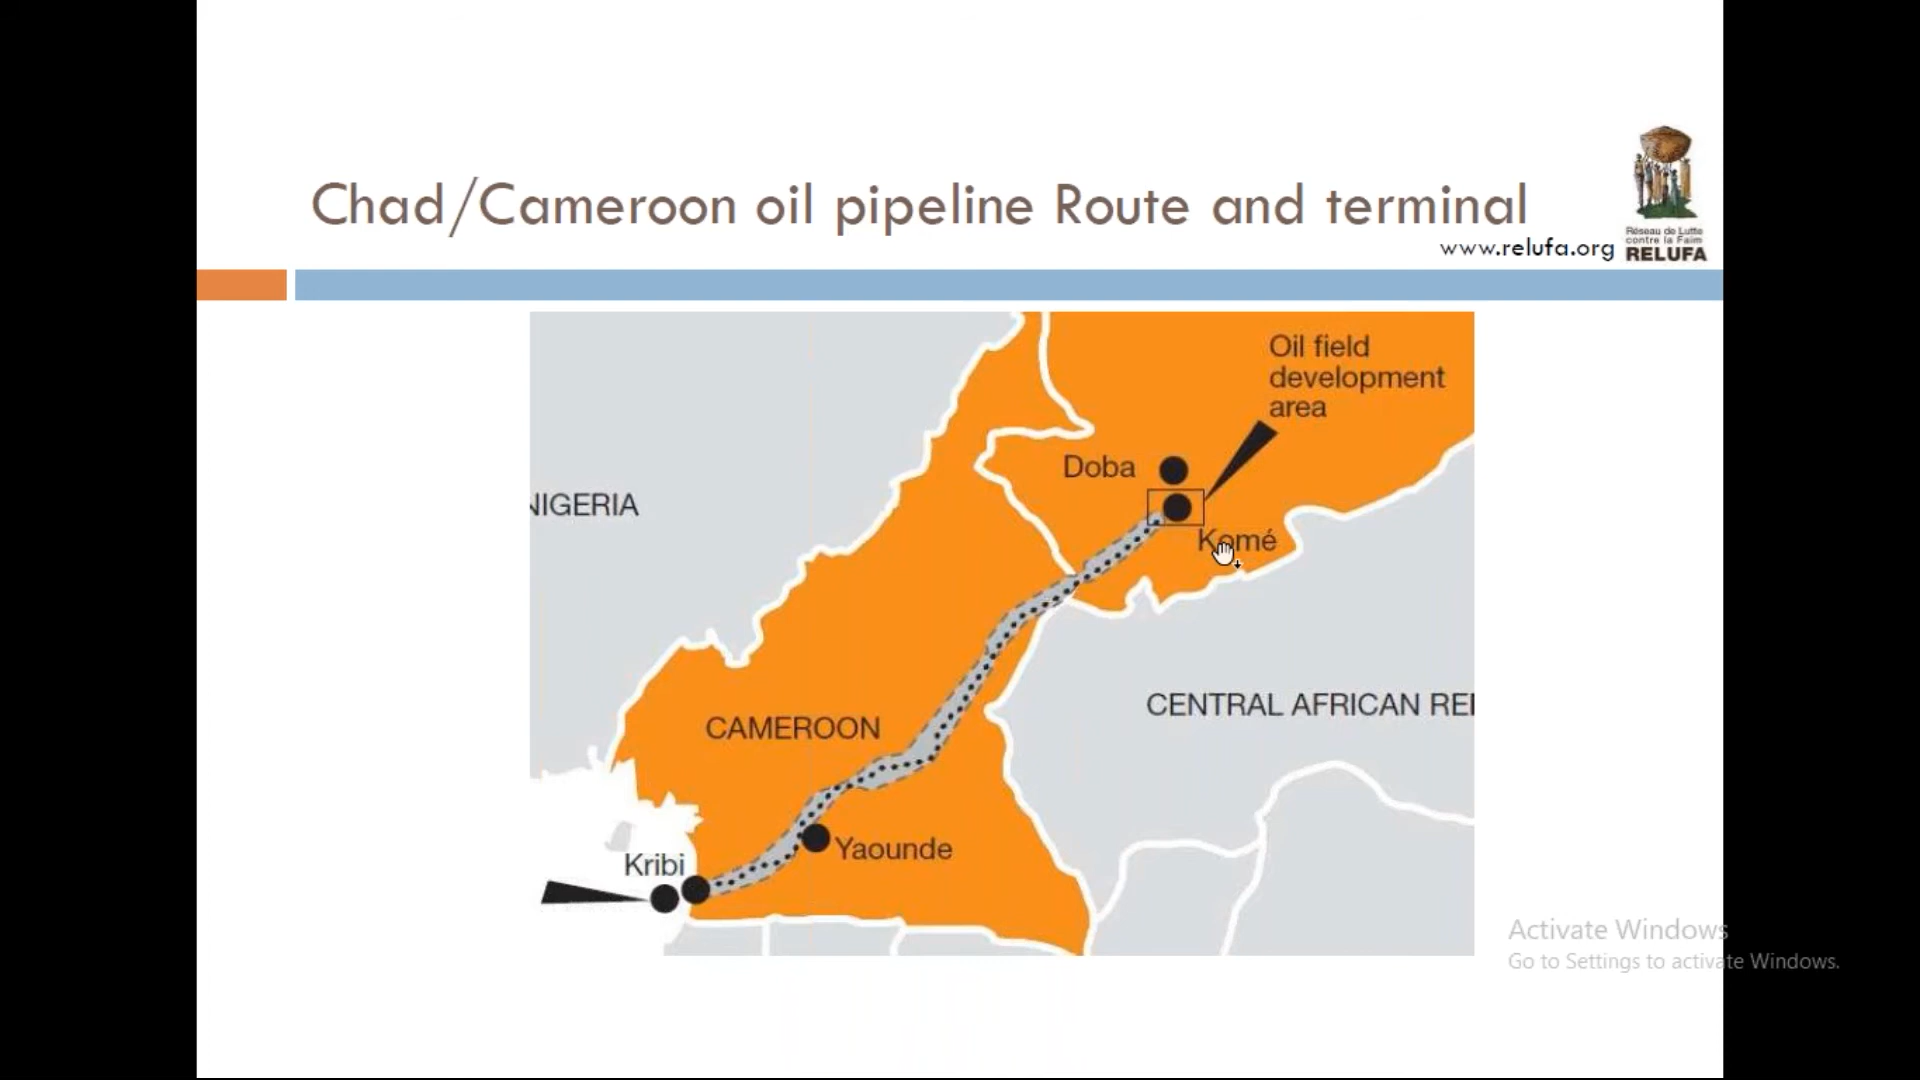 Chad/Cameroon oil pipeline Route and terminal
www.relufa.org
Réseau de Lutte
contre la Faim
RELUFA
Oil field
development
area
Doba
NIGERIA
Komé
CENTRAL AFRICAN RE
CAMEROON
Yaounde
Kribi
Activate Windows
Go to Settings to activate Windows.